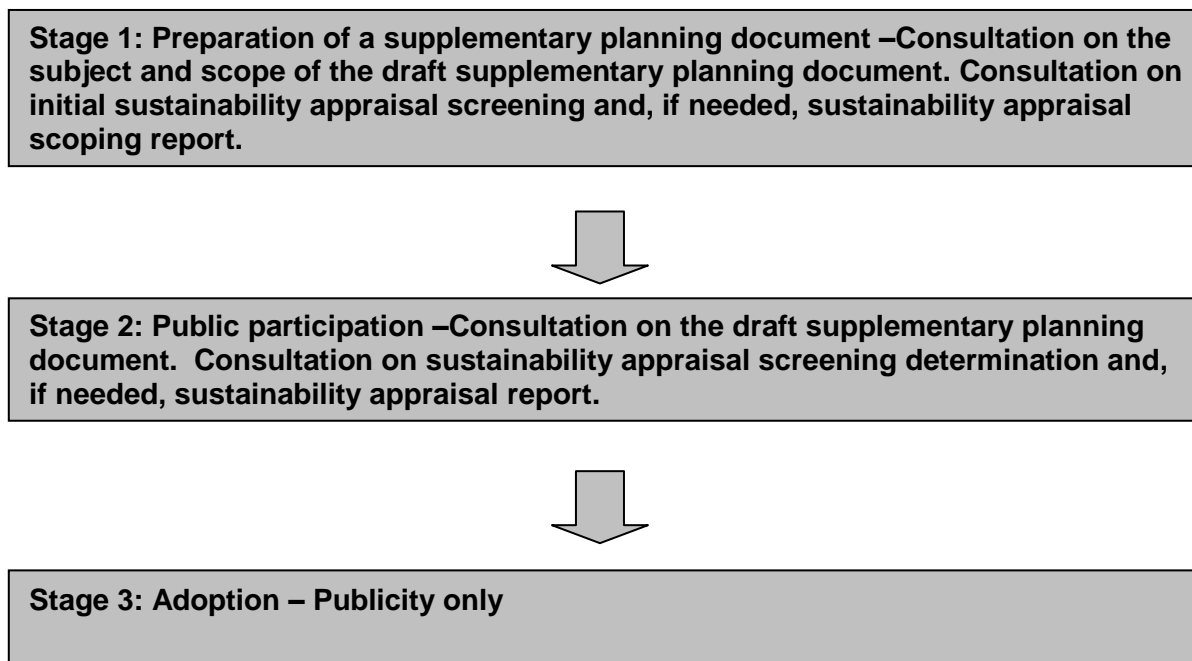 Stage 1: Preparation of a supplementary planning document –Consultation on the
subject and scope of the draft supplementary planning document. Consultation on
initial sustainability appraisal screening and, if needed, sustainability appraisal
scoping report.
Stage 2: Public participation –Consultation on the draft supplementary planning
document.  Consultation on sustainability appraisal screening determination and,
if needed, sustainability appraisal report.
Stage 3: Adoption – Publicity only